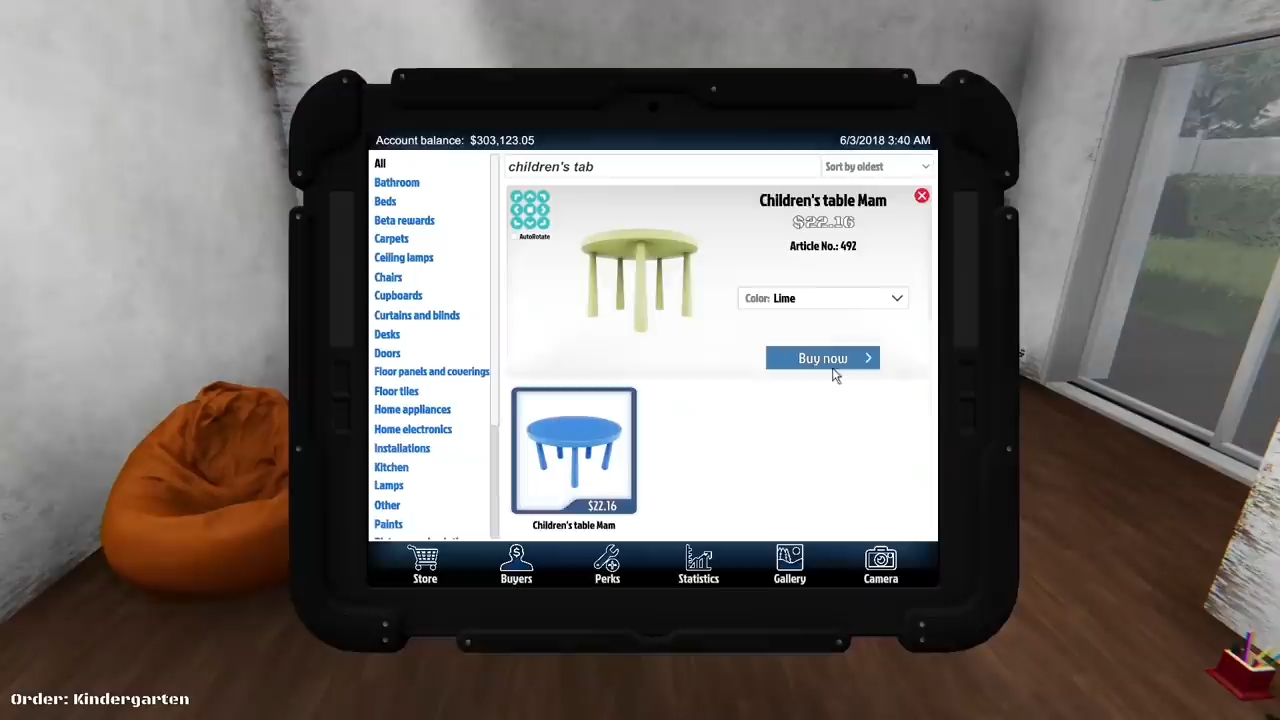 Account balance: $303,123.05
6/3/2018 3:40 AM
All
Bathroom
Beds
Beta rewards
Carpets
Ceiling lamps
Chairs
Cupboards
Curtains and blinds
Desks
Doors
Floor panels and coverings
Floor tiles
Home appliances
Home electronics
Installations
Kitchen
Lamps
Other
Paints
children's tab
Sort by oldest
AutoRotate
Children's table Mam
$22.16
Article No.: 492
Color: Lime
Buy now
$22.16
Children's table Mam
Store
Buyers
Perks
Statistics
Gallery
Camera
Order: Kindergarten